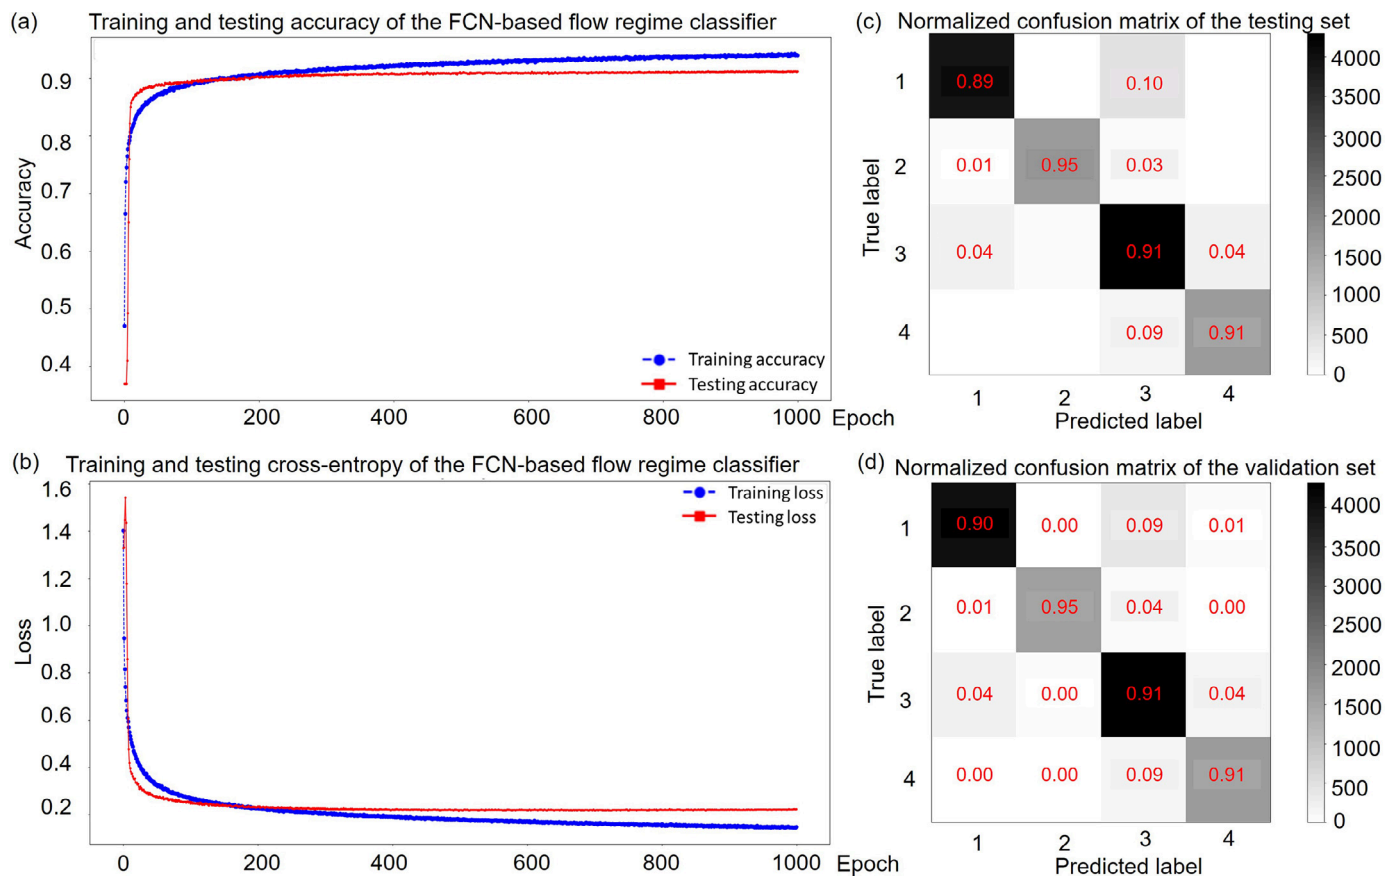 (a) Training and testing accuracy of the FCN-based flow regime classifier
0.9
0.8
0.7
0.6
0.5
0.4
Accuracy
Training accuracy
Testing accuracy
0 200 400 600 800 1000 Epoch
(b) Training and testing cross-entropy of the FCN-based flow regime classifier
1.6
1.4
1.2
1.0
0.8
0.6
0.4
0.2
Loss
Training loss
Testing loss
0 200 400 600 800 1000 Epoch
(c) Normalized confusion matrix of the testing set
True label
1 0.89 0.10
2 0.01 0.95 0.03
3 0.04 0.91 0.04
4 0.09 0.91
1 2 3 4
Predicted label
4000
3500
3000
2500
2000
1500
1000
500
0
(d) Normalized confusion matrix of the validation set
True label
1 0.90 0.00 0.09 0.01
2 0.01 0.95 0.04 0.00
3 0.04 0.00 0.91 0.04
4 0.00 0.00 0.09 0.91
1 2 3 4
Predicted label
4000
3500
3000
2500
2000
1500
1000
500
0